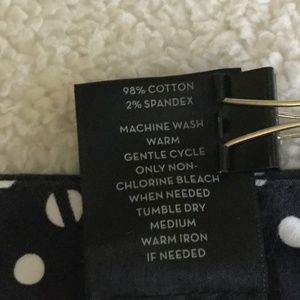 98% COTTON
2% SPANDEX
MACHINE WASH
WARM
GENTLE CYCLE
ONLY NON-
CHLORINE BLEACH
WHEN NEEDED
TUMBLE DRY
MEDIUM
WARM IRON
IF NEEDED